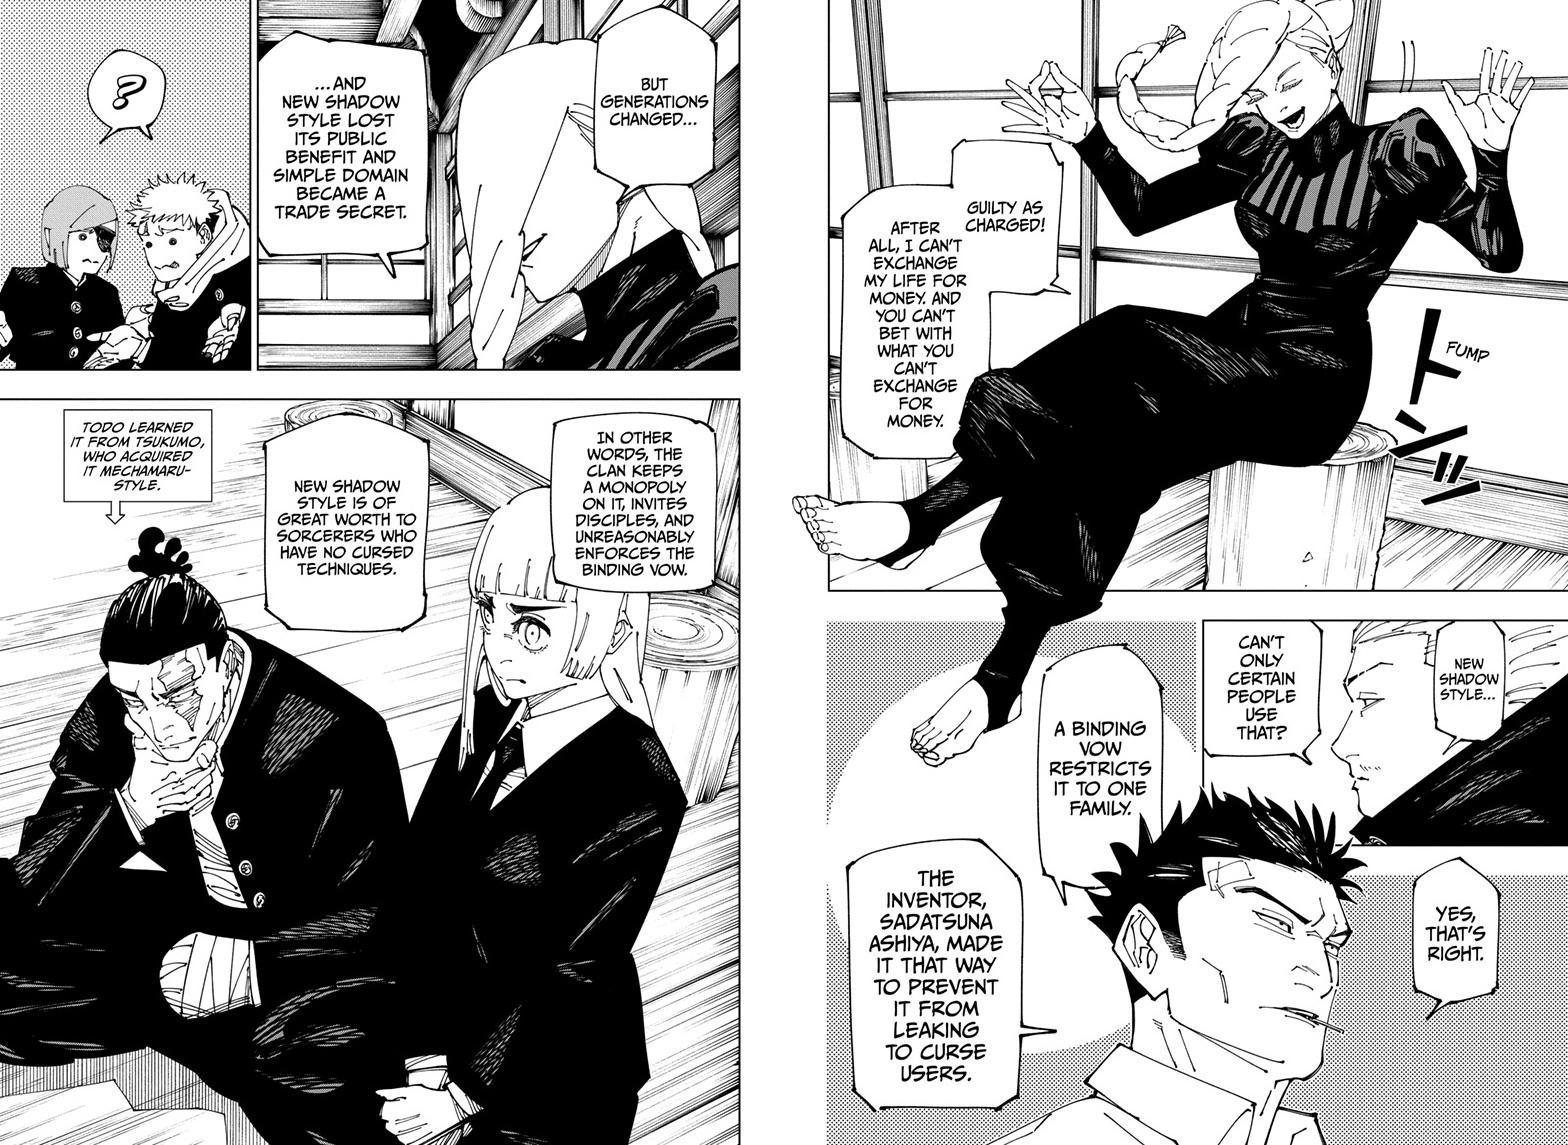 GUILTY AS
CHARGED!
AFTER
ALL, I CAN'T
EXCHANGE
MY LIFE FOR
MONEY. AND
YOU CAN'T
BET WITH
WHAT YOU
CAN'T
EXCHANGE
FOR
MONEY.
FUMP
NEW
SHADOW
STYLE...
CAN'T
ONLY
CERTAIN
PEOPLE
USE
THAT?
YES,
THAT'S
RIGHT.
A BINDING
VOW
RESTRICTS
IT TO ONE
FAMILY.
THE
INVENTOR,
SADATSUNA
ASHIYA, MADE
IT THAT WAY
TO PREVENT
IT FROM
LEAKING
TO CURSE
USERS.
BUT
GENERATIONS
CHANGED...
...AND
NEW SHADOW
STYLE LOST
ITS PUBLIC
BENEFIT AND
SIMPLE DOMAIN
BECAME A
TRADE SECRET.
?
IN OTHER
WORDS, THE
CLAN KEEPS
A MONOPOLY
ON IT, INVITES
DISCIPLES, AND
UNREASONABLY
ENFORCES THE
BINDING VOW.
NEW SHADOW
STYLE IS OF
GREAT WORTH TO
SORCERERS WHO
HAVE NO CURSED
TECHNIQUES.
TODO LEARNED
IT FROM TSUKUMO,
WHO ACQUIRED
IT MECHAMARU-
STYLE.